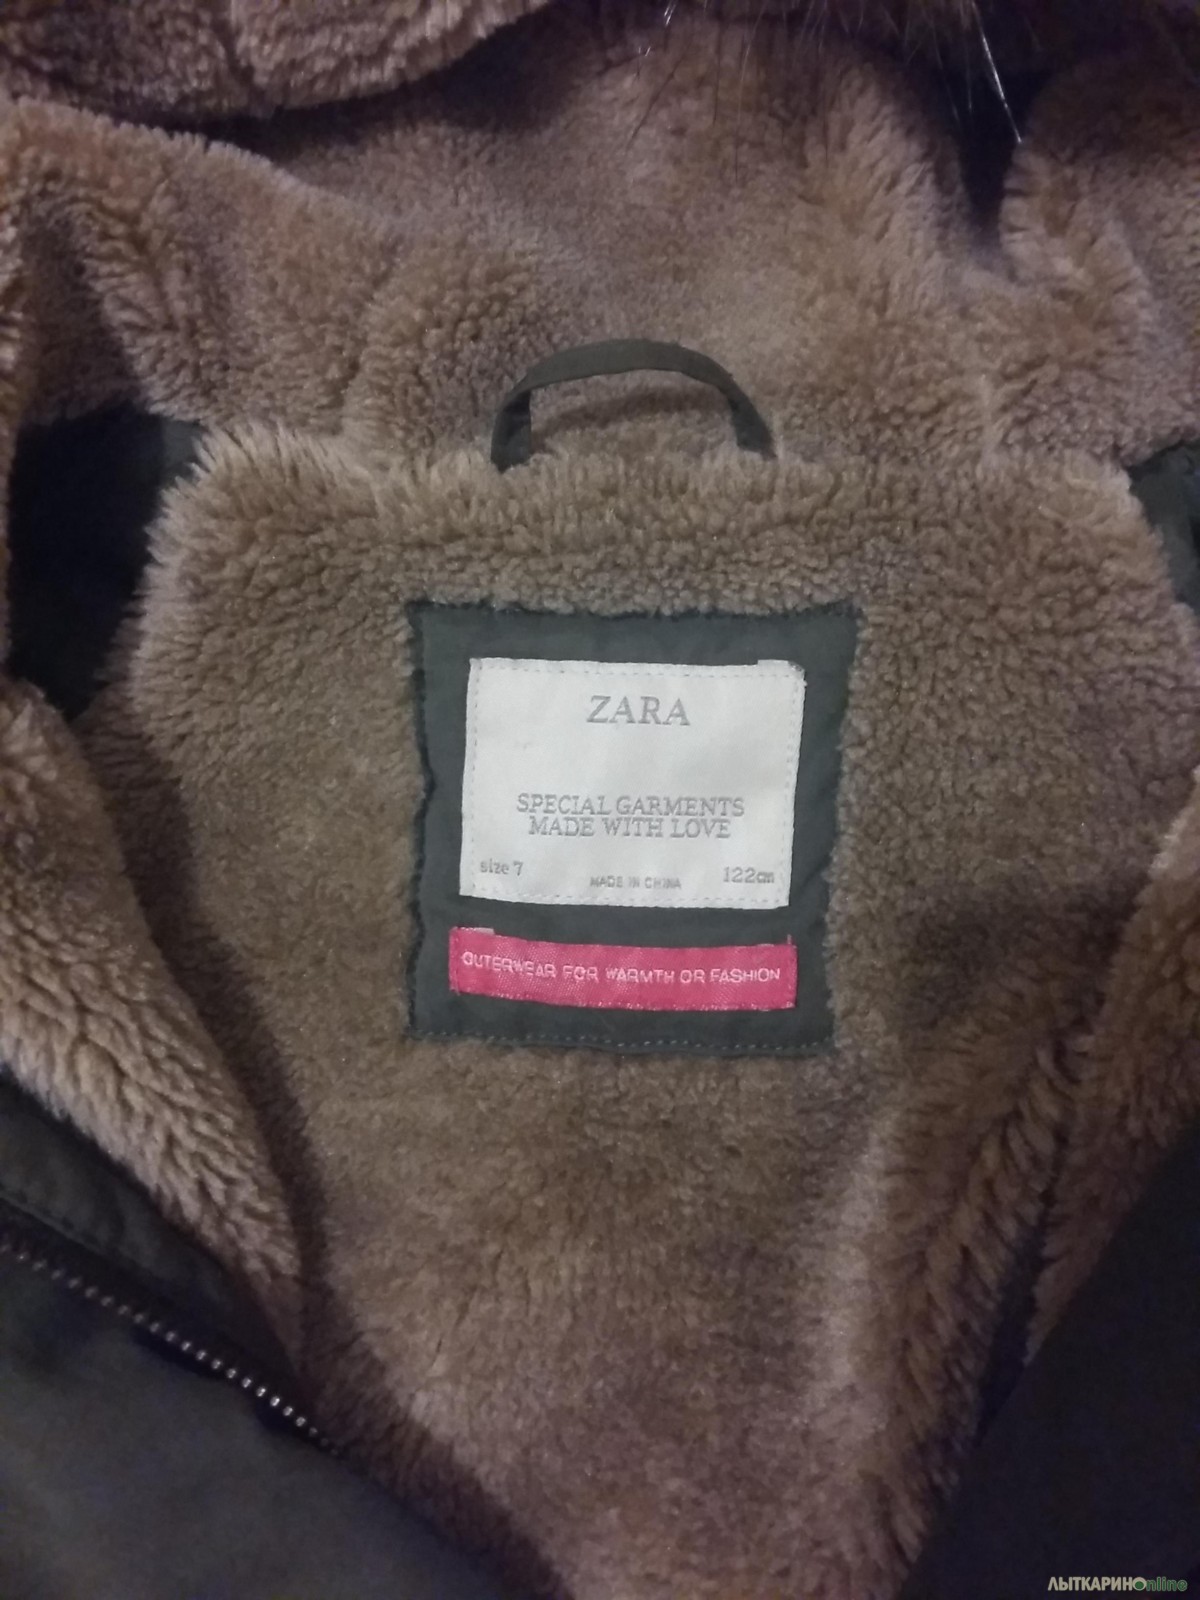 ZARA
SPECIAL GARMENTS
MADE WITH LOVE
size 7 MADE IN CHINA 122cm
OUTERWEAR FOR WARMTH OR FASHION
ЛЫТКАРИНОonline